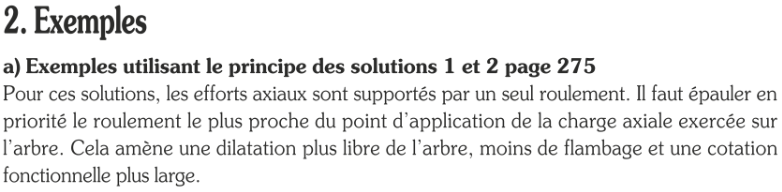 2. Exemples
a) Exemples utilisant le principe des solutions 1 et 2 page 275
Pour ces solutions, les efforts axiaux sont supportés par un seul roulement. Il faut épauler en
priorité le roulement le plus proche du point d'application de la charge axiale exercée sur
l'arbre. Cela amène une dilatation plus libre de l'arbre, moins de flambage et une cotation
fonctionnelle plus large.